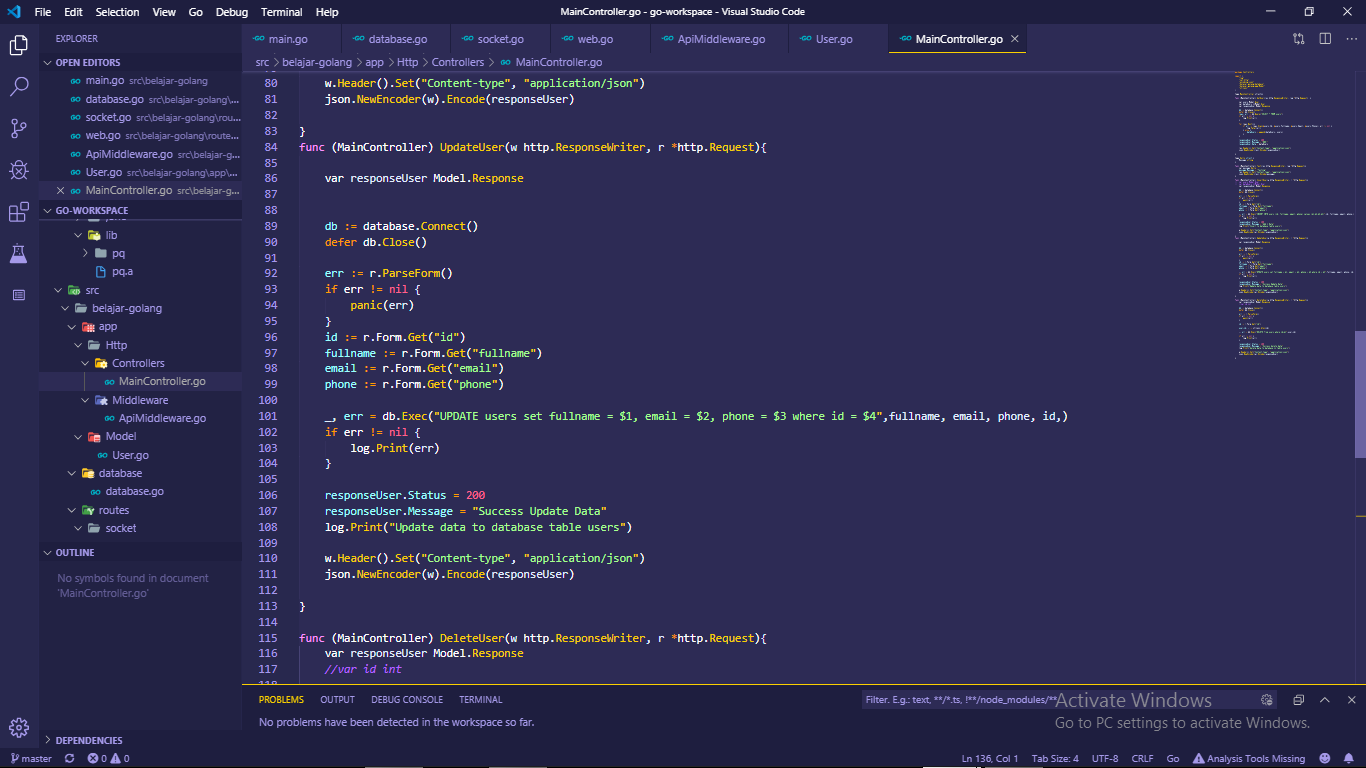 File Edit Selection View Go Debug Terminal Help
MainController.go - go-workspace - Visual Studio Code
EXPLORER
OPEN EDITORS
main.go src\belajar-golang
database.go src\belajar-golang\...
socket.go src\belajar-golang\rou...
web.go src\belajar-golang\route...
ApiMiddleware.go src\belajar-g...
User.go src\belajar-golang\app\...
MainController.go src\belajar-g...
GO-WORKSPACE
lib
pq
pq.a
src
belajar-golang
app
Http
Controllers
MainController.go
Middleware
ApiMiddleware.go
Model
User.go
database
database.go
routes
socket
OUTLINE
No symbols found in document
'MainController.go'
DEPENDENCIES
main.go database.go socket.go web.go ApiMiddleware.go User.go MainController.go
src > belajar-golang > app > Http > Controllers > MainController.go
80 w.Header().Set("Content-type", "application/json")
81 json.NewEncoder(w).Encode(responseUser)
82
83 }
84 func (MainController) UpdateUser(w http.ResponseWriter, r *http.Request){
85
86 var responseUser Model.Response
87
88
89 db := database.Connect()
90 defer db.Close()
91
92 err := r.ParseForm()
93 if err != nil {
94 panic(err)
95 }
96 id := r.Form.Get("id")
97 fullname := r.Form.Get("fullname")
98 email := r.Form.Get("email")
99 phone := r.Form.Get("phone")
100
101 _, err = db.Exec("UPDATE users set fullname = $1, email = $2, phone = $3 where id = $4",fullname, email, phone, id,)
102 if err != nil {
103 log.Print(err)
104 }
105
106 responseUser.Status = 200
107 responseUser.Message = "Success Update Data"
108 log.Print("Update data to database table users")
109
110 w.Header().Set("Content-type", "application/json")
111 json.NewEncoder(w).Encode(responseUser)
112
113 }
114
115 func (MainController) DeleteUser(w http.ResponseWriter, r *http.Request){
116 var responseUser Model.Response
117 //var id int
PROBLEMS OUTPUT DEBUG CONSOLE TERMINAL
Filter. E.g.: text, **/*.ts, !**/node_modules/**
No problems have been detected in the workspace so far.
Activate Windows
Go to PC settings to activate Windows.
master 0 0
Ln 136, Col 1 Tab Size: 4 UTF-8 CRLF Go Analysis Tools Missing